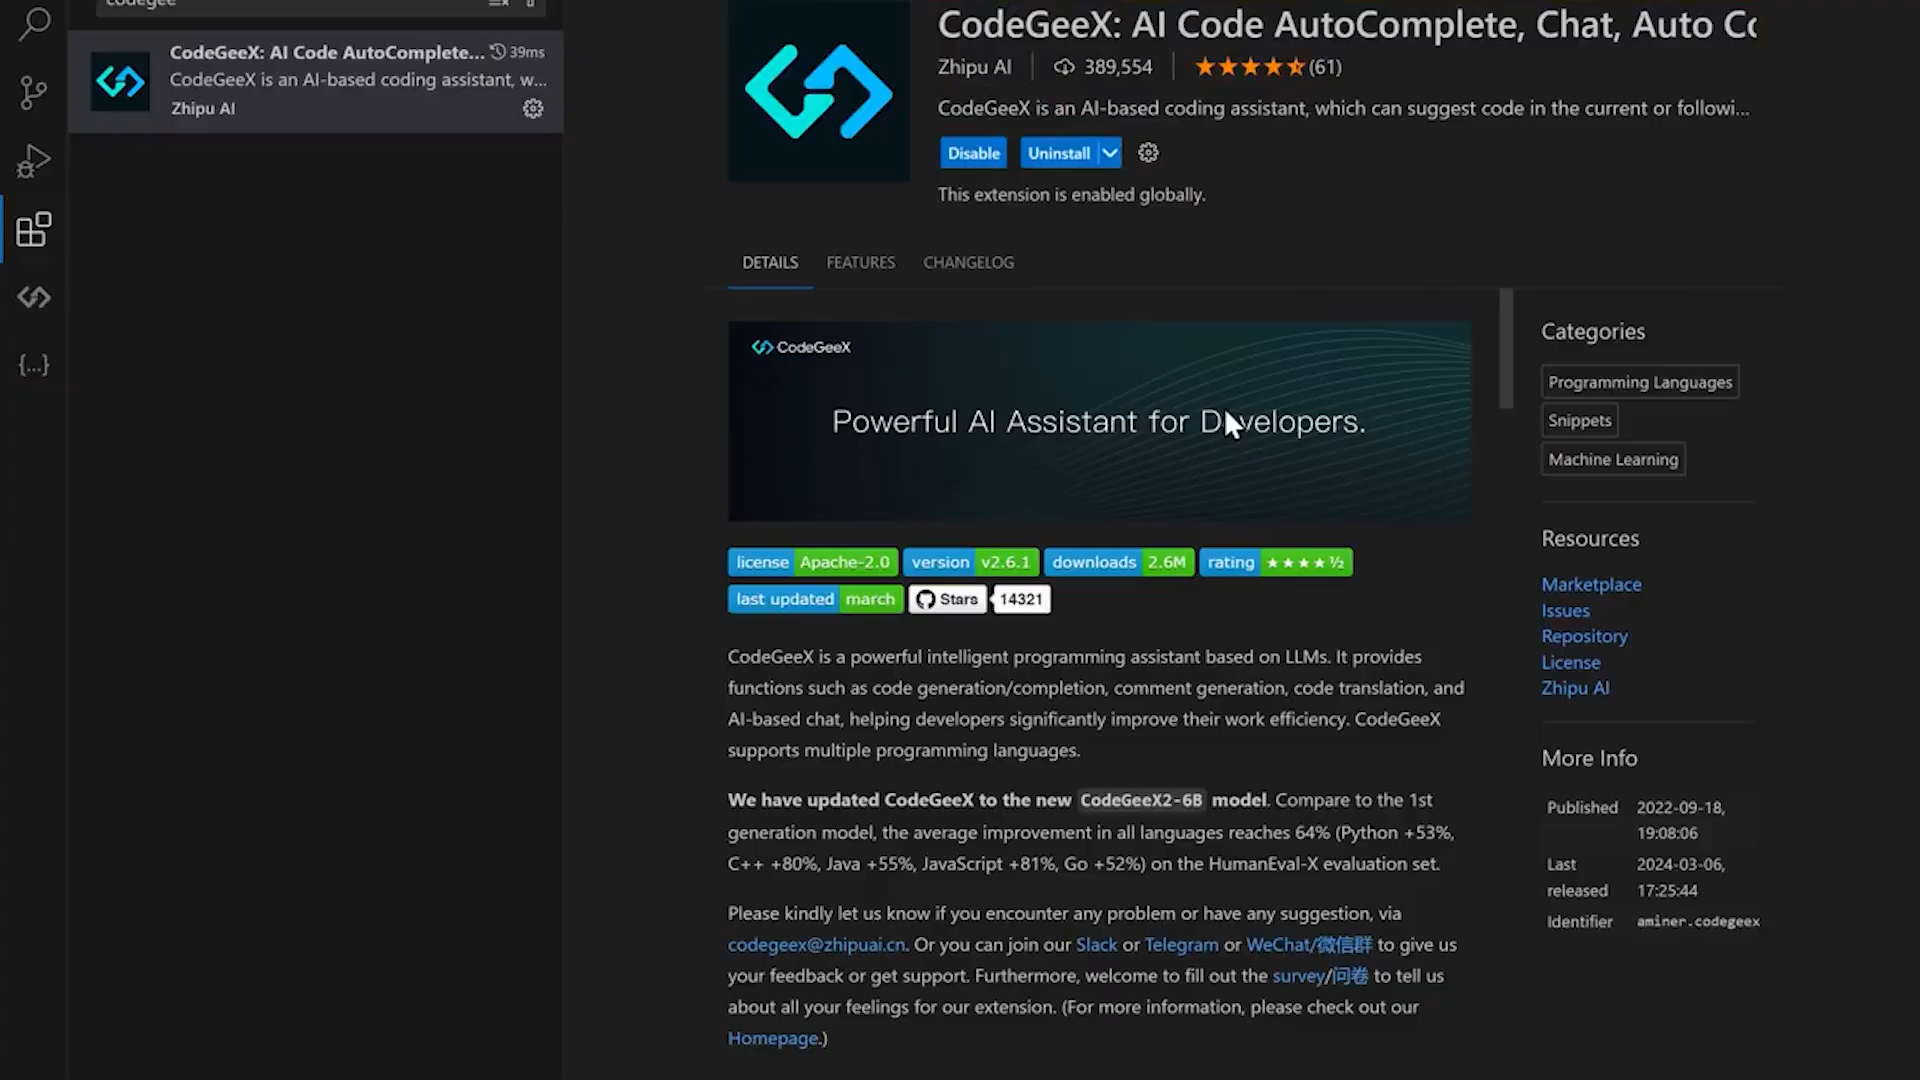 codegee
CodeGeeX: AI Code AutoComplete... 39ms
CodeGeeX is an AI-based coding assistant, w...
Zhipu AI
CodeGeeX: AI Code AutoComplete, Chat, Auto Co
Zhipu AI 389,554 (61)
CodeGeeX is an AI-based coding assistant, which can suggest code in the current or followi...
Disable Uninstall
This extension is enabled globally.
DETAILS FEATURES CHANGELOG
CodeGeeX
Powerful AI Assistant for Developers.
license Apache-2.0 version v2.6.1 downloads 2.6M rating ★★★★½
last updated march Stars 14321
CodeGeeX is a powerful intelligent programming assistant based on LLMs. It provides
functions such as code generation/completion, comment generation, code translation, and
AI-based chat, helping developers significantly improve their work efficiency. CodeGeeX
supports multiple programming languages.
We have updated CodeGeeX to the new CodeGeeX2-6B model. Compare to the 1st
generation model, the average improvement in all languages reaches 64% (Python +53%,
C++ +80%, Java +55%, JavaScript +81%, Go +52%) on the HumanEval-X evaluation set.
Please kindly let us know if you encounter any problem or have any suggestion, via
codegeex@zhipuai.cn. Or you can join our Slack or Telegram or WeChat/微信群 to give us
your feedback or get support. Furthermore, welcome to fill out the survey/问卷 to tell us
about all your feelings for our extension. (For more information, please check out our
Homepage.)
Categories
Programming Languages
Snippets
Machine Learning
Resources
Marketplace
Issues
Repository
License
Zhipu AI
More Info
Published 2022-09-18,
19:08:06
Last 2024-03-06,
released 17:25:44
Identifier aminer.codegeex